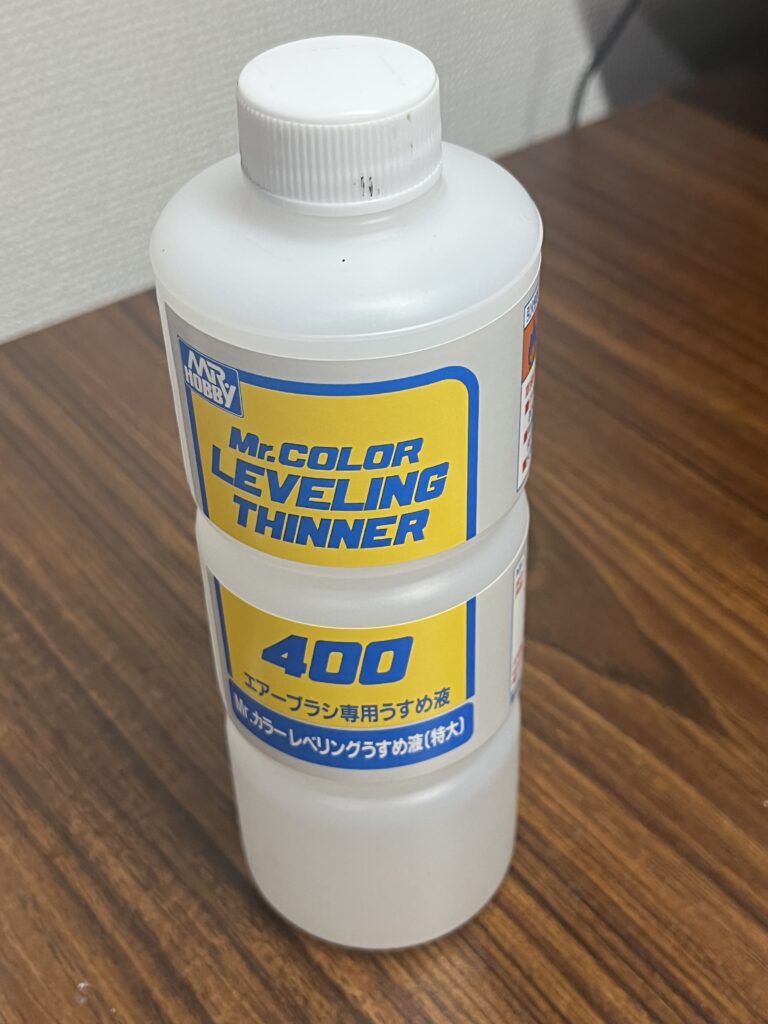 MR.
HOBBY
Mr.COLOR
LEVELING
THINNER
400
エアーブラシ専用うすめ液
Mr.カラーレベリングうすめ液(特大)